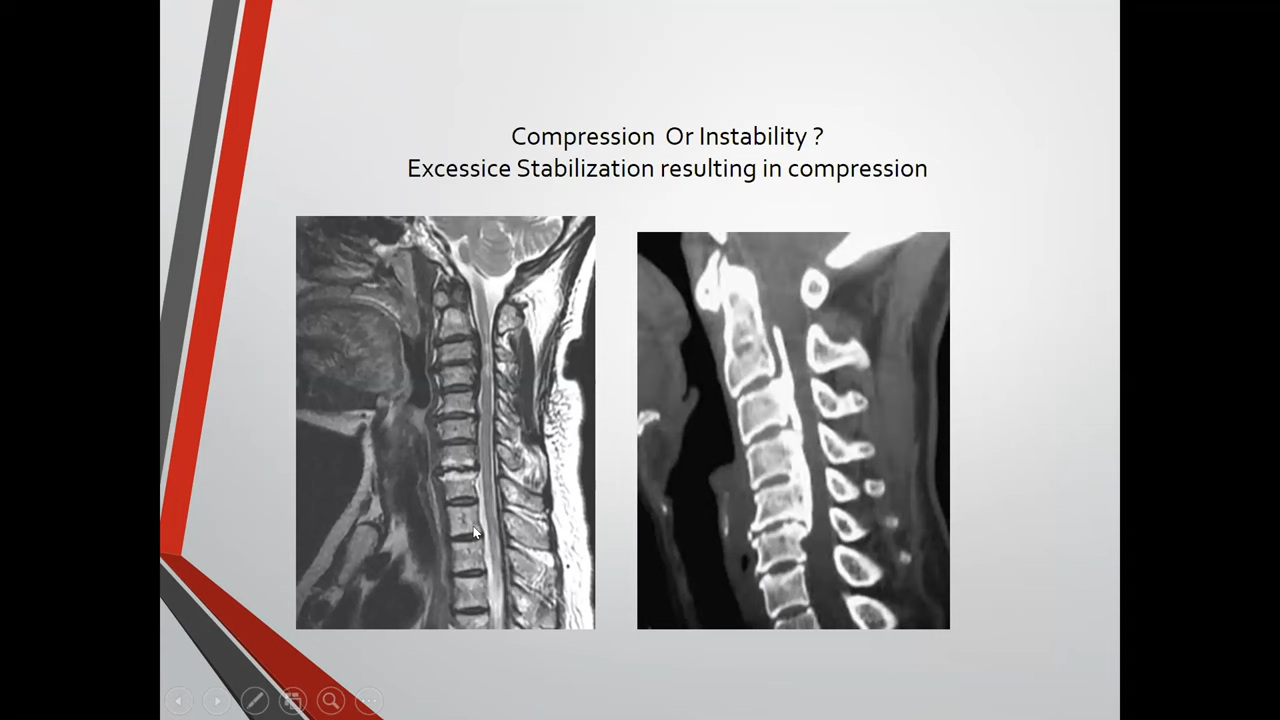 Compression Or Instability ?
Excessice Stabilization resulting in compression